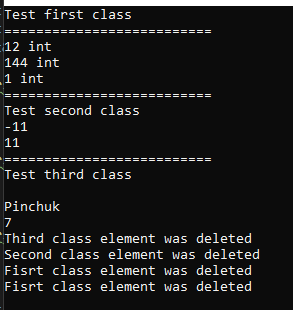 Test first class
==========================
12 int
144 int
1 int
==========================
Test second class
-11
11
==========================
Test third class
Pinchuk
7
Third class element was deleted
Second class element was deleted
Fisrt class element was deleted
Fisrt class element was deleted